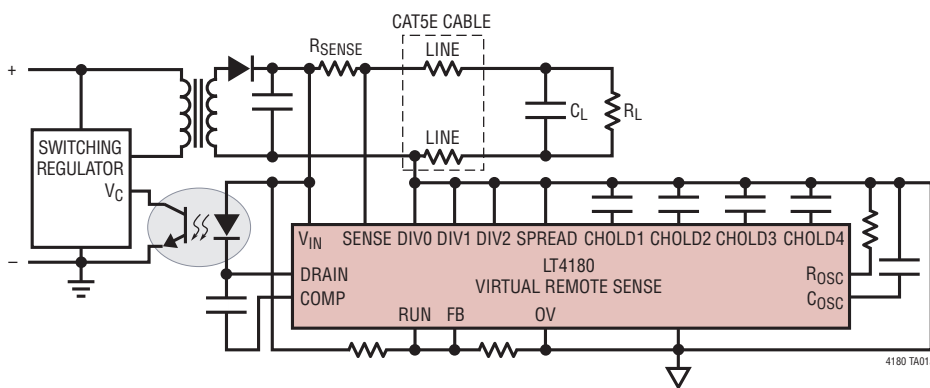 CAT5E CABLE
RSENSE
LINE
LINE
CL
RL
+
SWITCHING
REGULATOR
VC
–
VIN SENSE DIV0 DIV1 DIV2 SPREAD CHOLD1 CHOLD2 CHOLD3 CHOLD4
LT4180
VIRTUAL REMOTE SENSE
DRAIN
COMP
ROSC
COSC
RUN FB OV
4180 TA01